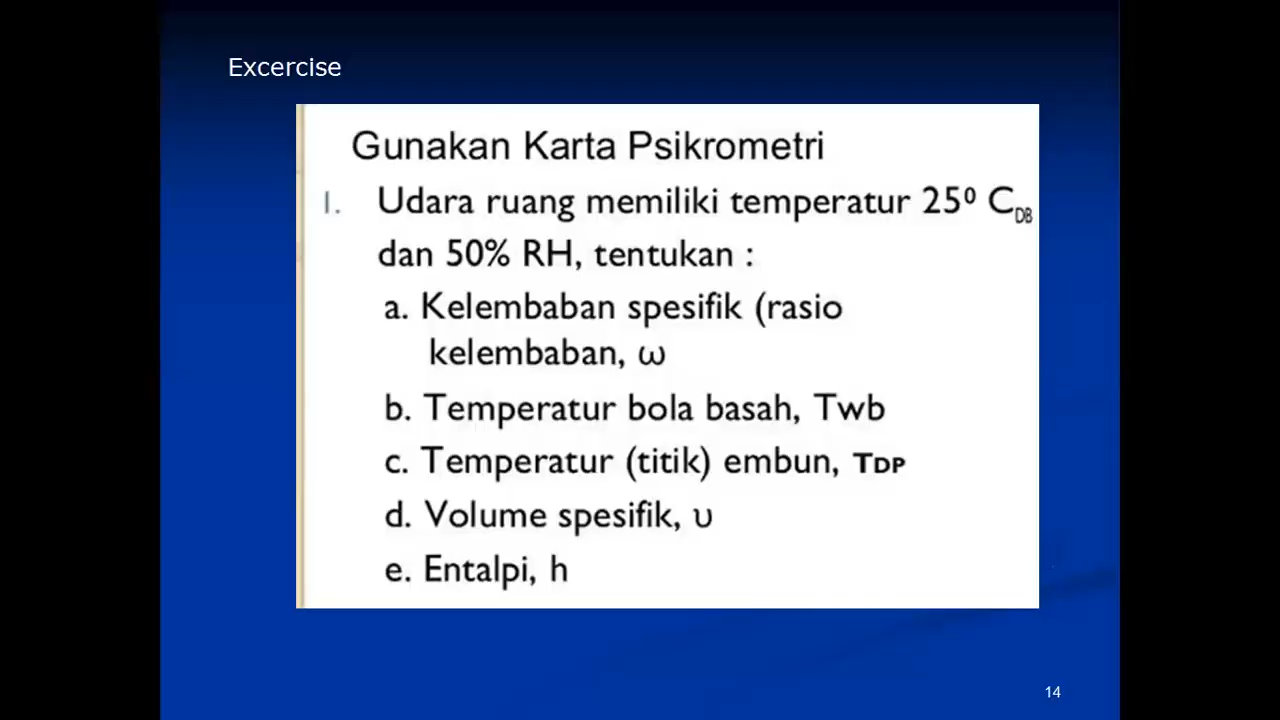 Excercise
Gunakan Karta Psikrometri
1. Udara ruang memiliki temperatur 25⁰ C DB
dan 50% RH, tentukan :
a. Kelembaban spesifik (rasio
kelembaban, ω
b. Temperatur bola basah, Twb
c. Temperatur (titik) embun, TDP
d. Volume spesifik, υ
e. Entalpi, h
14